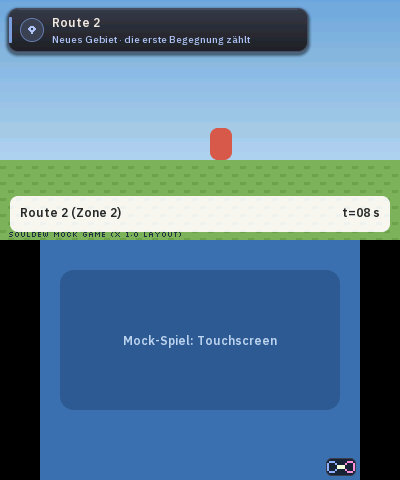 Route 2
Neues Gebiet · die erste Begegnung zählt
Route 2 (Zone 2)
t=08 s
SOULDEW MOCK GAME (X 1.0 LAYOUT)
Mock-Spiel: Touchscreen